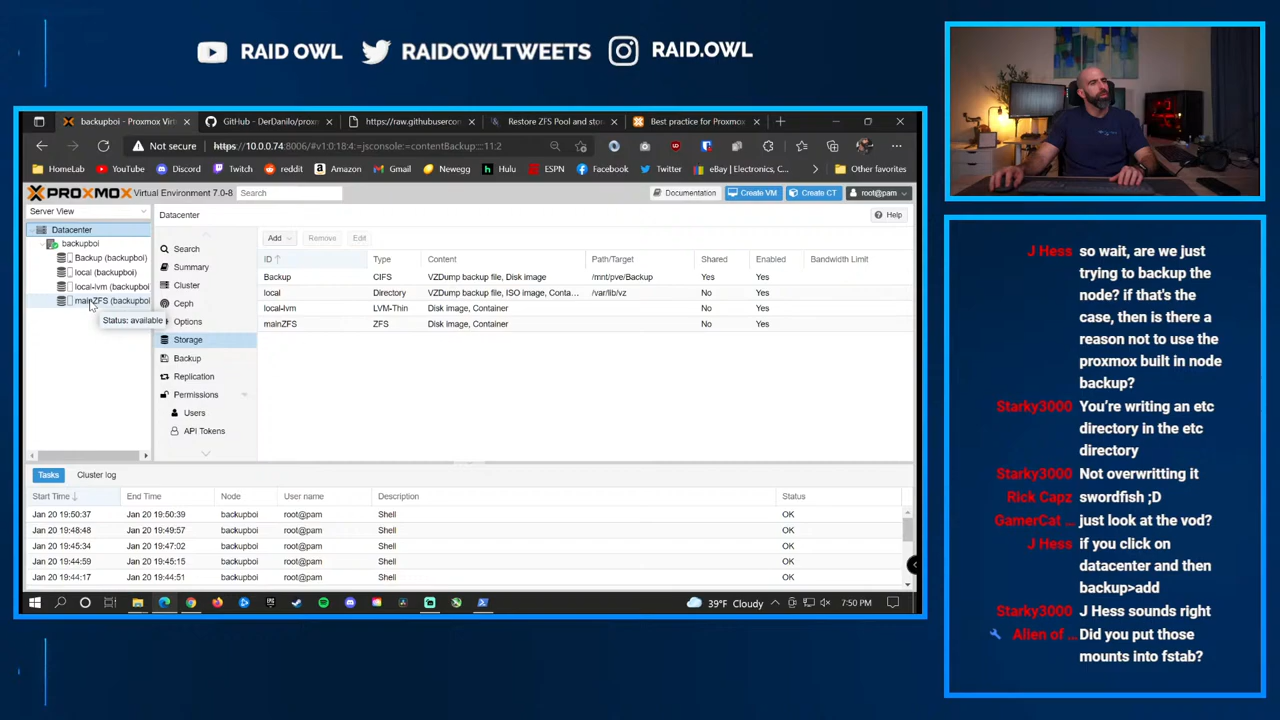 RAID OWL
RAIDOWLTWEETS
RAID.OWL
backupboi - Proxmox Virt
GitHub - DerDanilo/proxm
https://raw.githubusercon
Restore ZFS Pool and stor
Best practice for Proxmox
Not secure
https://10.0.0.74:8006/#v1:0:18:4:=jsconsole:=contentBackup:::11:2
HomeLab
YouTube
Discord
Twitch
reddit
Amazon
Gmail
Newegg
Hulu
ESPN
Facebook
Twitter
eBay | Electronics,...
Other favorites
PROXMOX Virtual Environment 7.0-8
Search
Documentation
Create VM
Create CT
root@pam
Server View
Datacenter
backupboi
Backup (backupboi)
local (backupboi)
local-lvm (backupboi
mainZFS (backupboi
Status: available
Datacenter
Help
Search
Summary
Cluster
Ceph
Options
Storage
Backup
Replication
Permissions
Users
API Tokens
Add
Remove
Edit
ID Type Content Path/Target Shared Enabled Bandwidth Limit
Backup CIFS VZDump backup file, Disk image /mnt/pve/Backup Yes Yes
local Directory VZDump backup file, ISO image, Conta... /var/lib/vz No Yes
local-lvm LVM-Thin Disk image, Container No Yes
mainZFS ZFS Disk image, Container No Yes
Tasks Cluster log
Start Time End Time Node User name Description Status
Jan 20 19:50:37 Jan 20 19:50:39 backupboi root@pam Shell OK
Jan 20 19:48:48 Jan 20 19:49:57 backupboi root@pam Shell OK
Jan 20 19:45:34 Jan 20 19:47:02 backupboi root@pam Shell OK
Jan 20 19:44:59 Jan 20 19:45:15 backupboi root@pam Shell OK
Jan 20 19:44:17 Jan 20 19:44:51 backupboi root@pam Shell OK
39°F Cloudy
7:50 PM
J Hess so wait, are we just
trying to backup the
node? if that's the
case, then is there a
reason not to use the
proxmox built in node
backup?
Starky3000 You're writing an etc
directory in the etc
directory
Starky3000 Not overwritting it
Rick Capz swordfish ;D
GamerCat ... just look at the vod?
J Hess if you click on
datacenter and then
backup>add
Starky3000 J Hess sounds right
Alien of ... Did you put those
mounts into fstab?